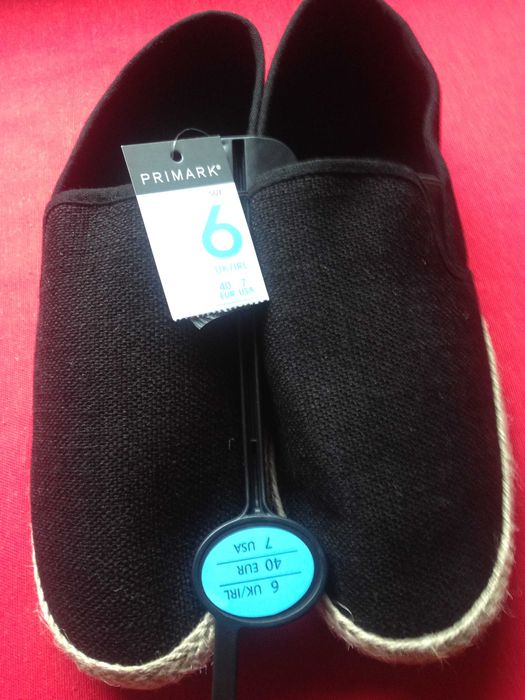 PRIMARK®
SIZE
6
UK/IRL
40 7
EUR USA
6 UK/IRL
40 EUR
7 USA